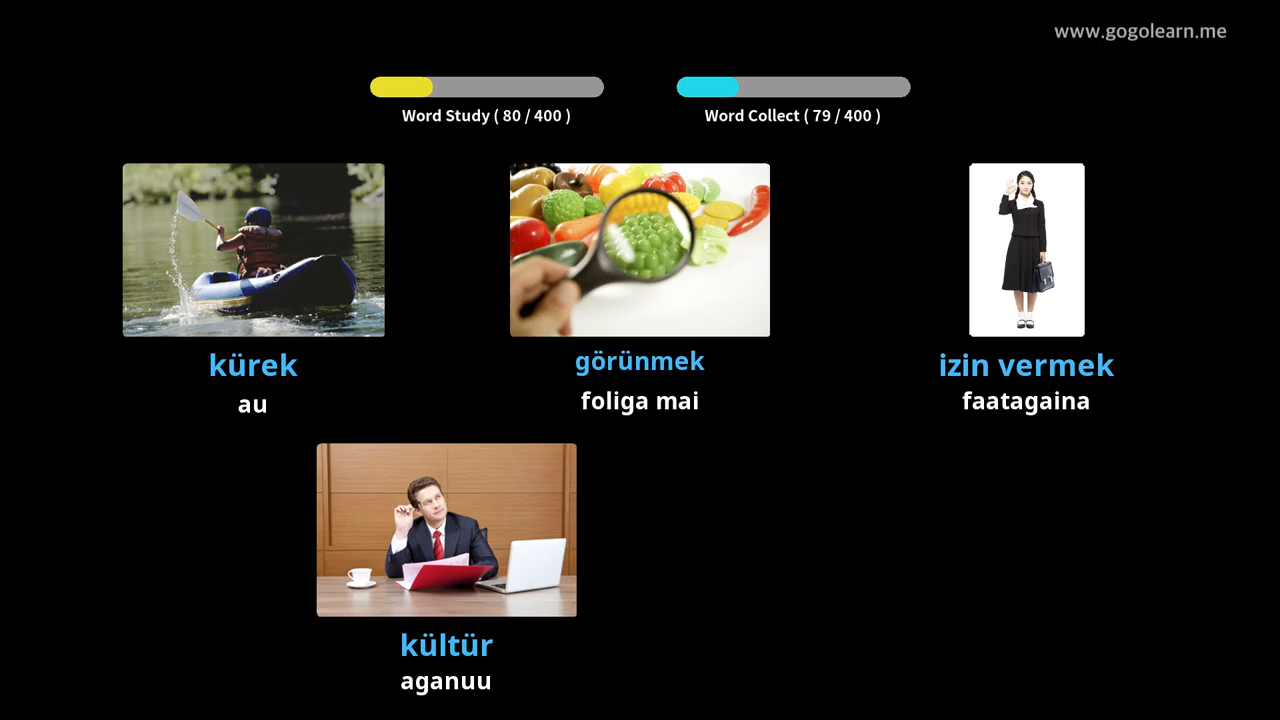 www.gogolearn.me
Word Study ( 80 / 400 )
Word Collect ( 79 / 400 )
kürek
au
görünmek
foliga mai
izin vermek
faatagaina
kültür
aganuu